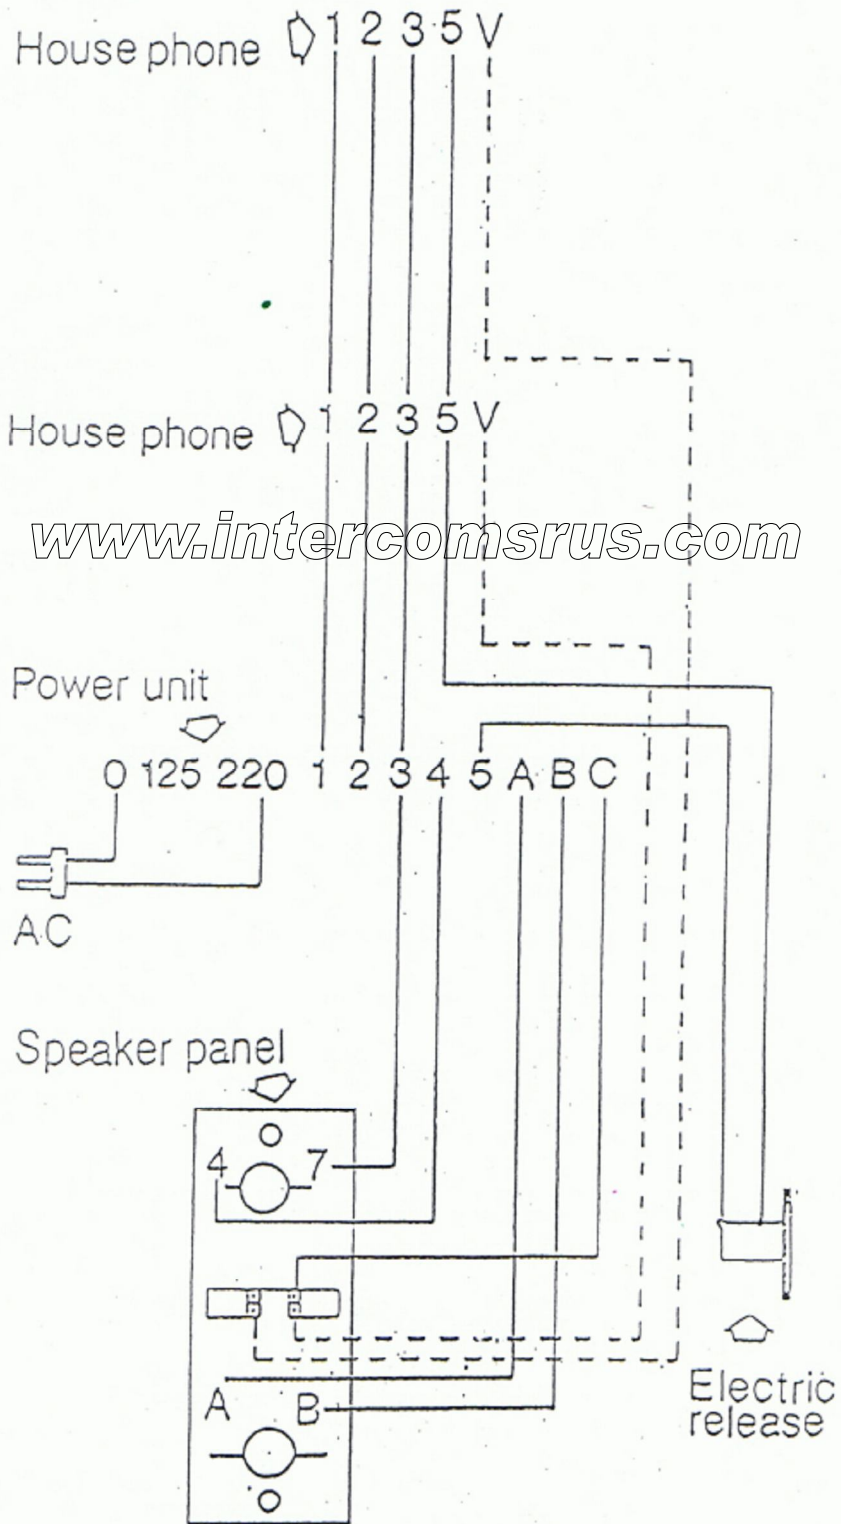 House phone 1 2 3 5 V
House phone 1 2 3 5 V
www.intercomsrus.com
Power unit
0 125 220 1 2 3 4 5 A B C
A.C
Speaker panel
4 7
A B
Electric
release